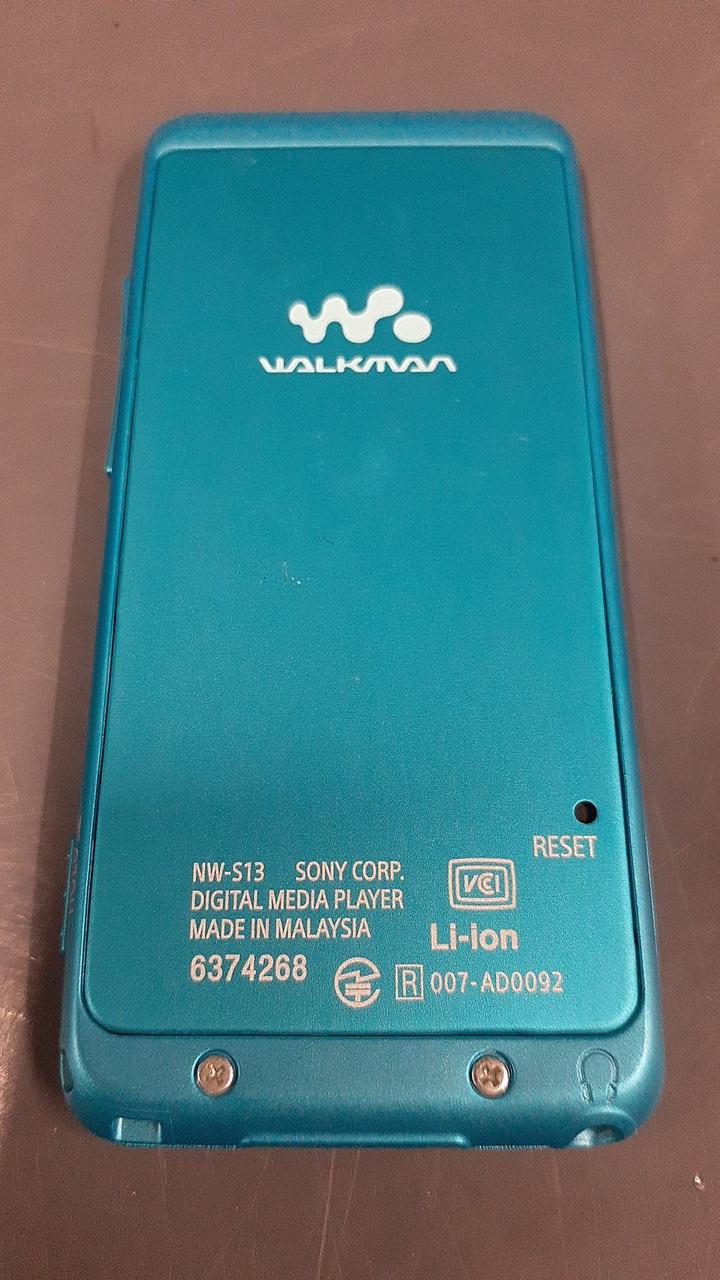 WALKMAN
RESET
NW-S13 SONY CORP.
DIGITAL MEDIA PLAYER
MADE IN MALAYSIA
6374268
VCI
Li-ion
R 007-AD0092